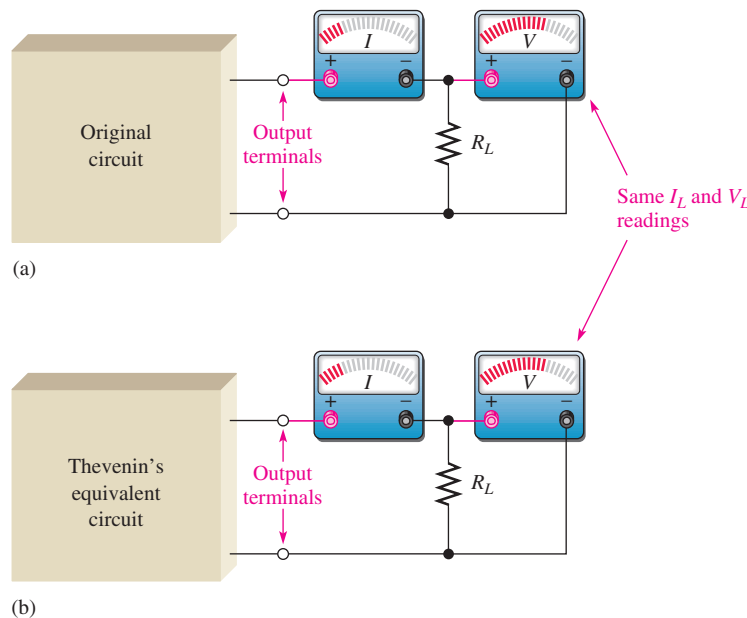 I
V
+
−
+
−
Original
circuit
Output
terminals
R_L
Same I_L and V_L
readings
(a)
I
V
+
−
+
−
Thevenin's
equivalent
circuit
Output
terminals
R_L
(b)